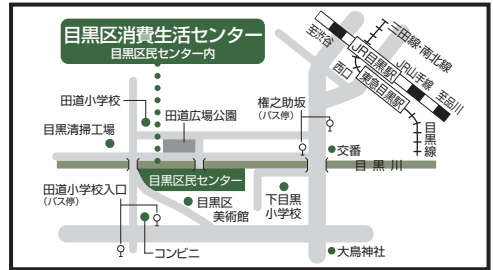 目黒区消費生活センター
目黒区民センター内
至渋谷
三田線・南北線
JR目黒駅
JR山手線
西口
東急目黒駅
至品川
目黒線
田道小学校
田道広場公園
権之助坂
(バス停)
目黒清掃工場
交番
目黒川
田道小学校入口
(バス停)
目黒区民センター
目黒区
美術館
下目黒
小学校
コンビニ
大鳥神社